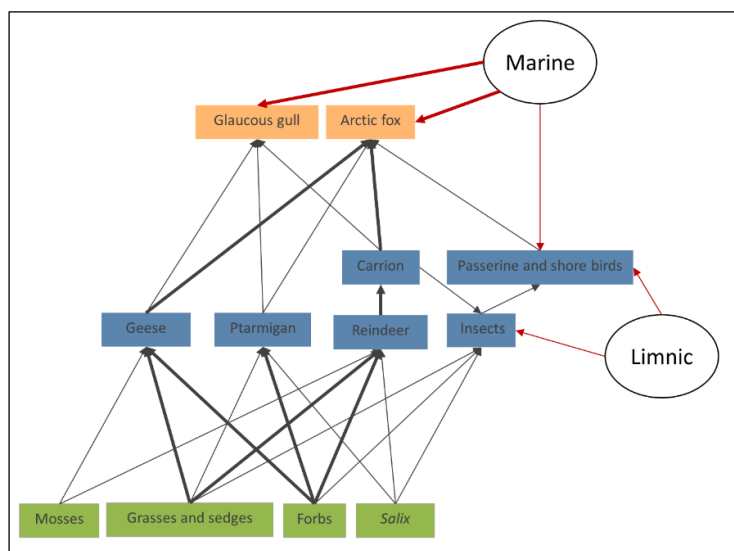 Marine
Glaucous gull
Arctic fox
Carrion
Passerine and shore birds
Geese
Ptarmigan
Reindeer
Insects
Limnic
Mosses
Grasses and sedges
Forbs
Salix